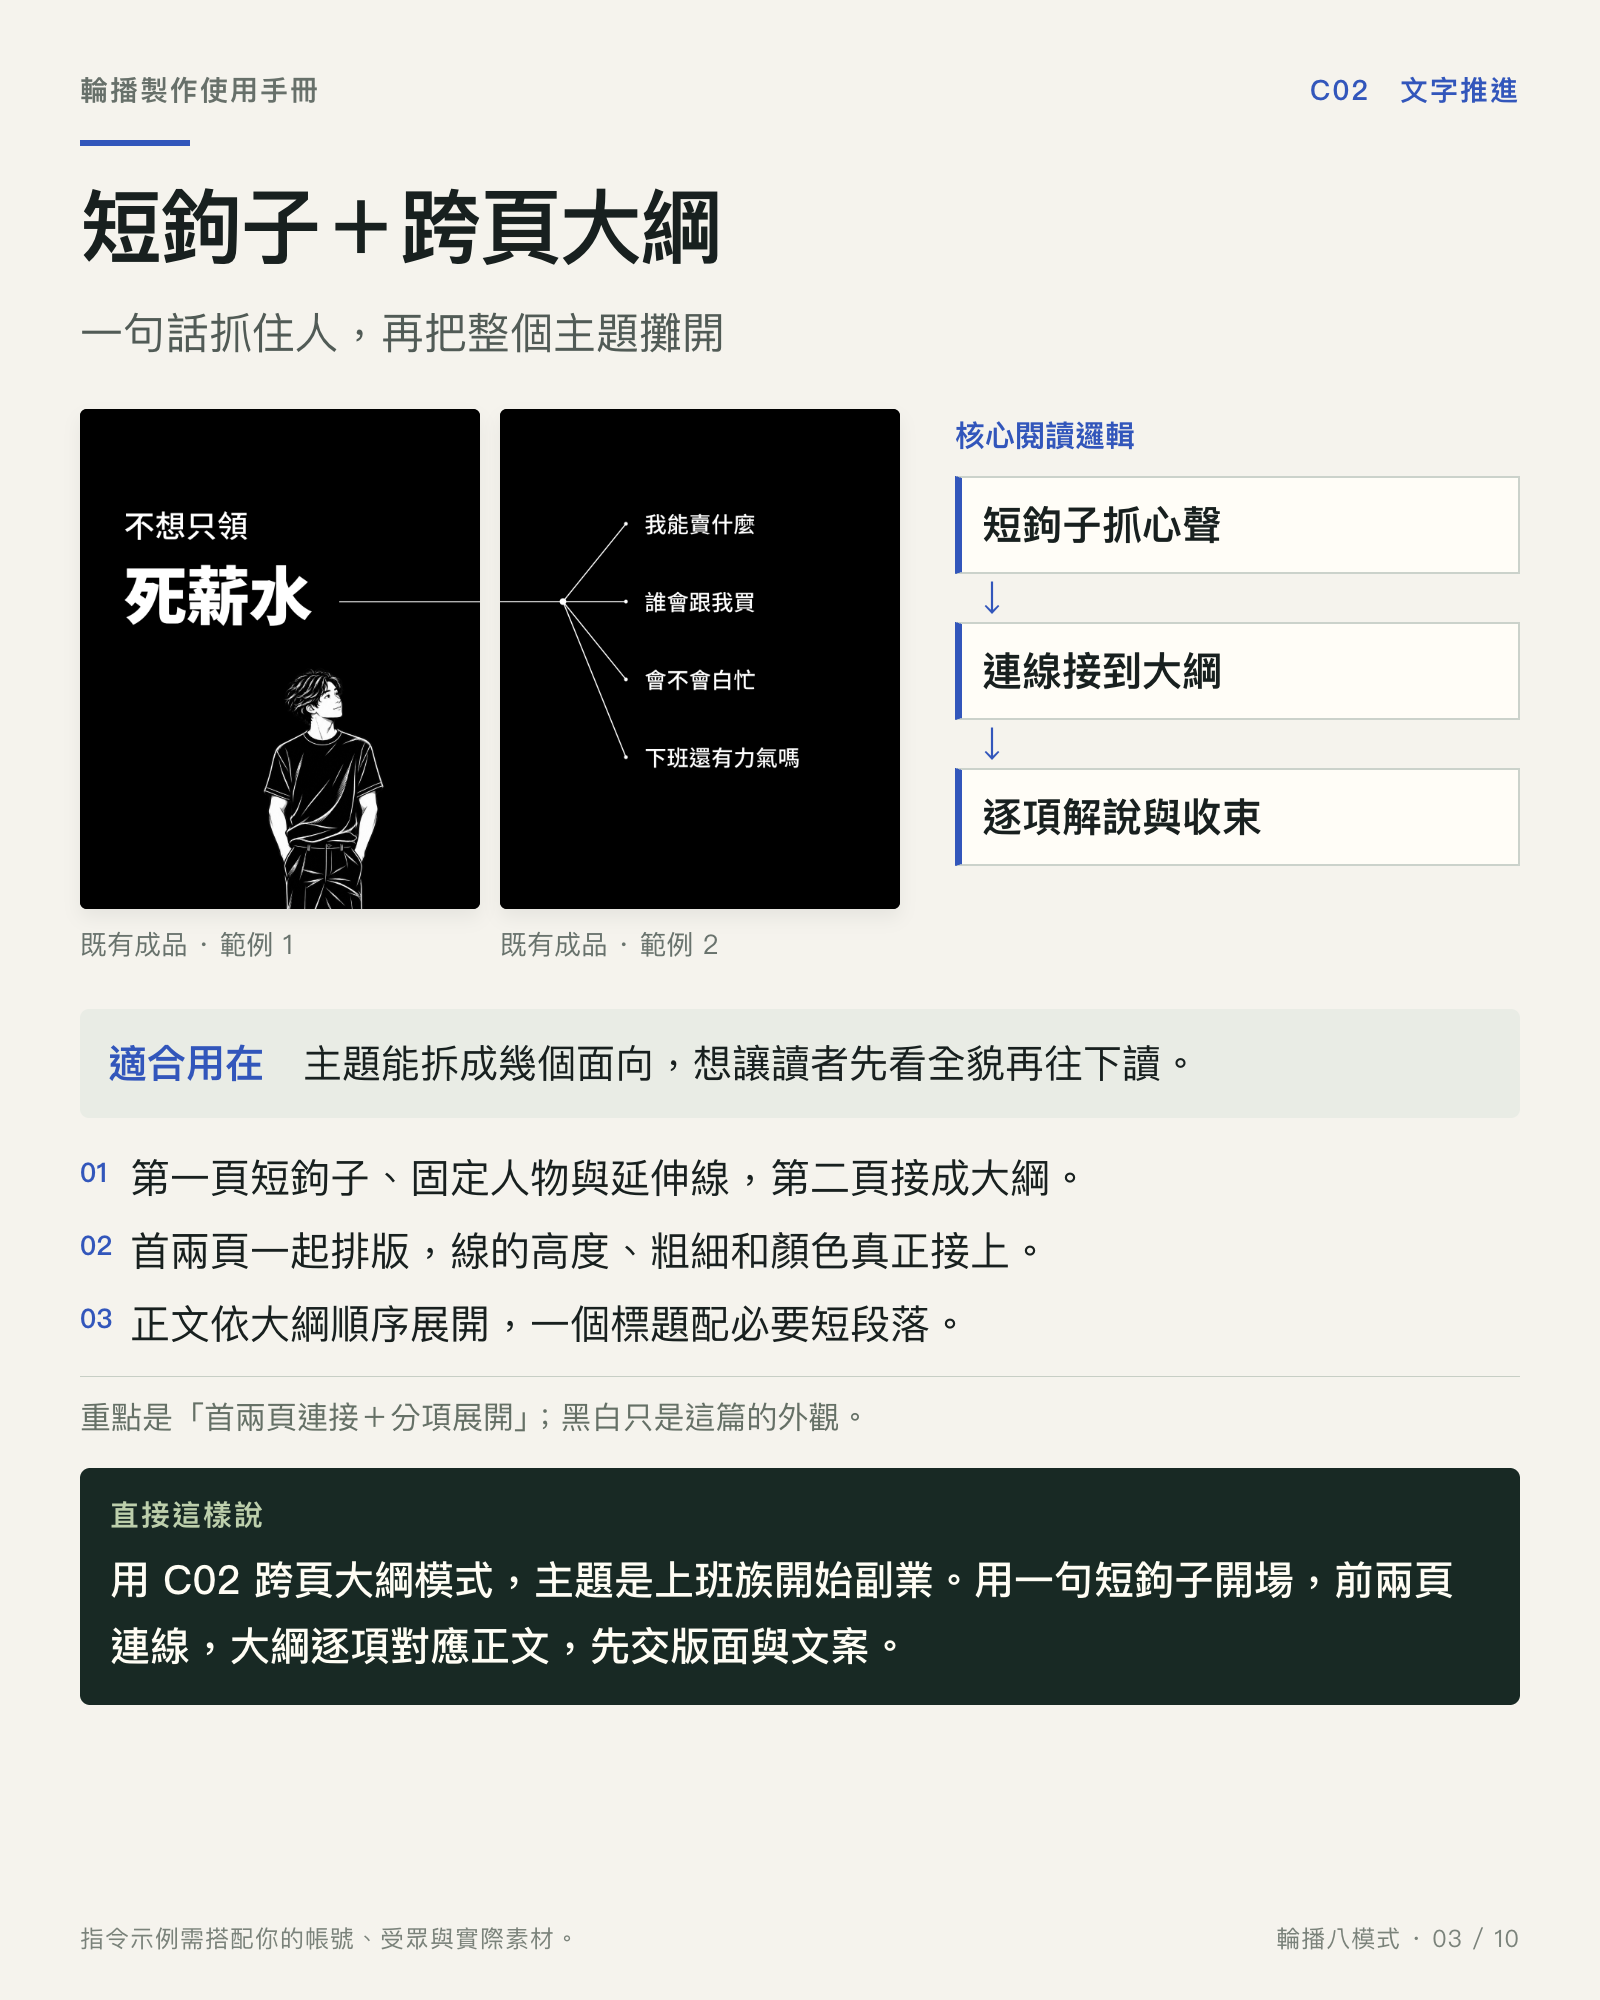 輪播製作使用手冊
C02 文字推進
短鉤子＋跨頁大綱
一句話抓住人，再把整個主題攤開
不想只領
死薪水
我能賣什麼
誰會跟我買
會不會白忙
下班還有力氣嗎
既有成品・範例 1
既有成品・範例 2
核心閱讀邏輯
短鉤子抓心聲
↓
連線接到大綱
↓
逐項解說與收束
適合用在 主題能拆成幾個面向，想讓讀者先看全貌再往下讀。
01 第一頁短鉤子、固定人物與延伸線，第二頁接成大綱。
02 首兩頁一起排版，線的高度、粗細和顏色真正接上。
03 正文依大綱順序展開，一個標題配必要短段落。
重點是「首兩頁連接＋分項展開」；黑白只是這篇的外觀。
直接這樣說
用 C02 跨頁大綱模式，主題是上班族開始副業。用一句短鉤子開場，前兩頁
連線，大綱逐項對應正文，先交版面與文案。
指令示例需搭配你的帳號、受眾與實際素材。
輪播八模式・03 / 10